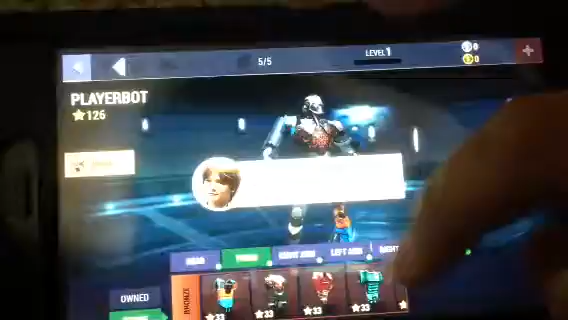 5/5
LEVEL 1
0
0
PLAYERBOT
126
HEAD
TORSO
RIGHT ARM
LEFT ARM
RIGHT
OWNED
BRONZE
33
33
33
33